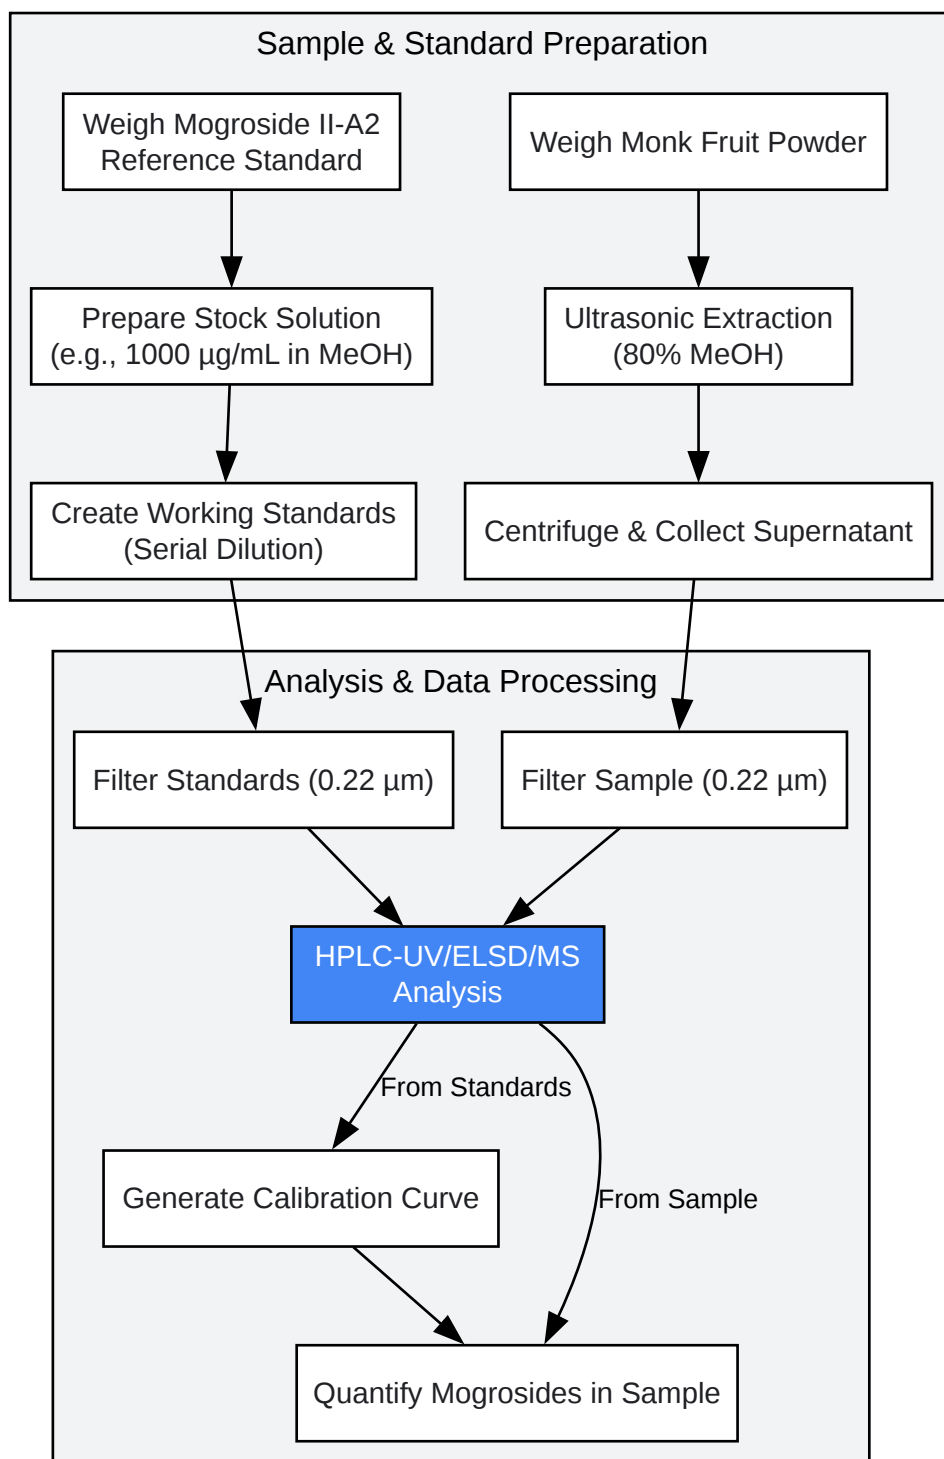 Sample & Standard Preparation
Weigh Mogroside II-A2
Reference Standard
Weigh Monk Fruit Powder
Prepare Stock Solution
(e.g., 1000 µg/mL in MeOH)
Ultrasonic Extraction
(80% MeOH)
Create Working Standards
(Serial Dilution)
Centrifuge & Collect Supernatant
Analysis & Data Processing
Filter Standards (0.22 µm)
Filter Sample (0.22 µm)
HPLC-UV/ELSD/MS
Analysis
From Standards
Generate Calibration Curve
From Sample
Quantify Mogrosides in Sample